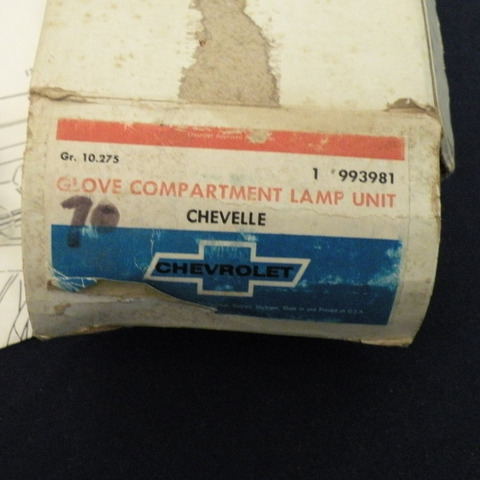 Gr. 10.275
1 993981
GLOVE COMPARTMENT LAMP UNIT
70
CHEVELLE
CHEVROLET